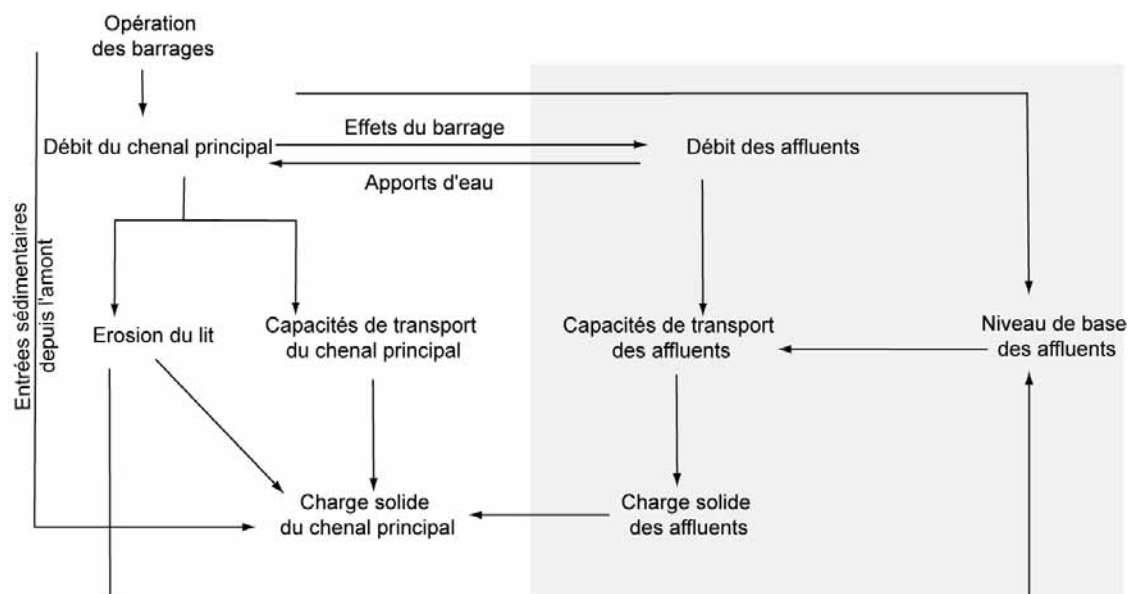 Opération
des barrages
Effets du barrage
Débit du chenal principal
Débit des affluents
Apports d'eau
Entrées sédimentaires
depuis l'amont
Erosion du lit
Capacités de transport
du chenal principal
Capacités de transport
des affluents
Niveau de base
des affluents
Charge solide
du chenal principal
Charge solide
des affluents